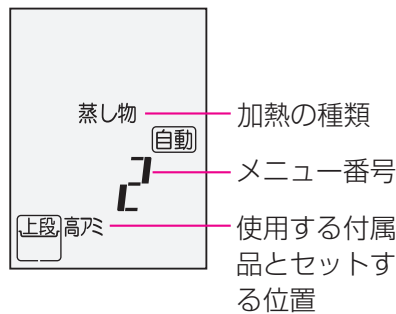 蒸し物
自動
2
上段 高アミ
加熱の種類
メニュー番号
使用する付属
品とセットす
る位置